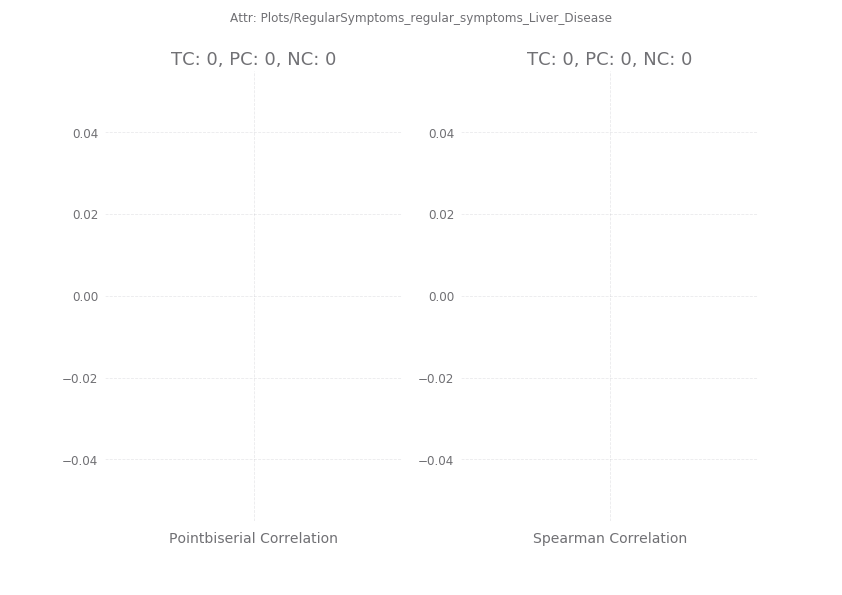 Attr: Plots/RegularSymptoms_regular_symptoms_Liver_Disease
TC: 0, PC: 0, NC: 0
0.04
0.02
0.00
−0.02
−0.04
Pointbiserial Correlation
TC: 0, PC: 0, NC: 0
0.04
0.02
0.00
−0.02
−0.04
Spearman Correlation